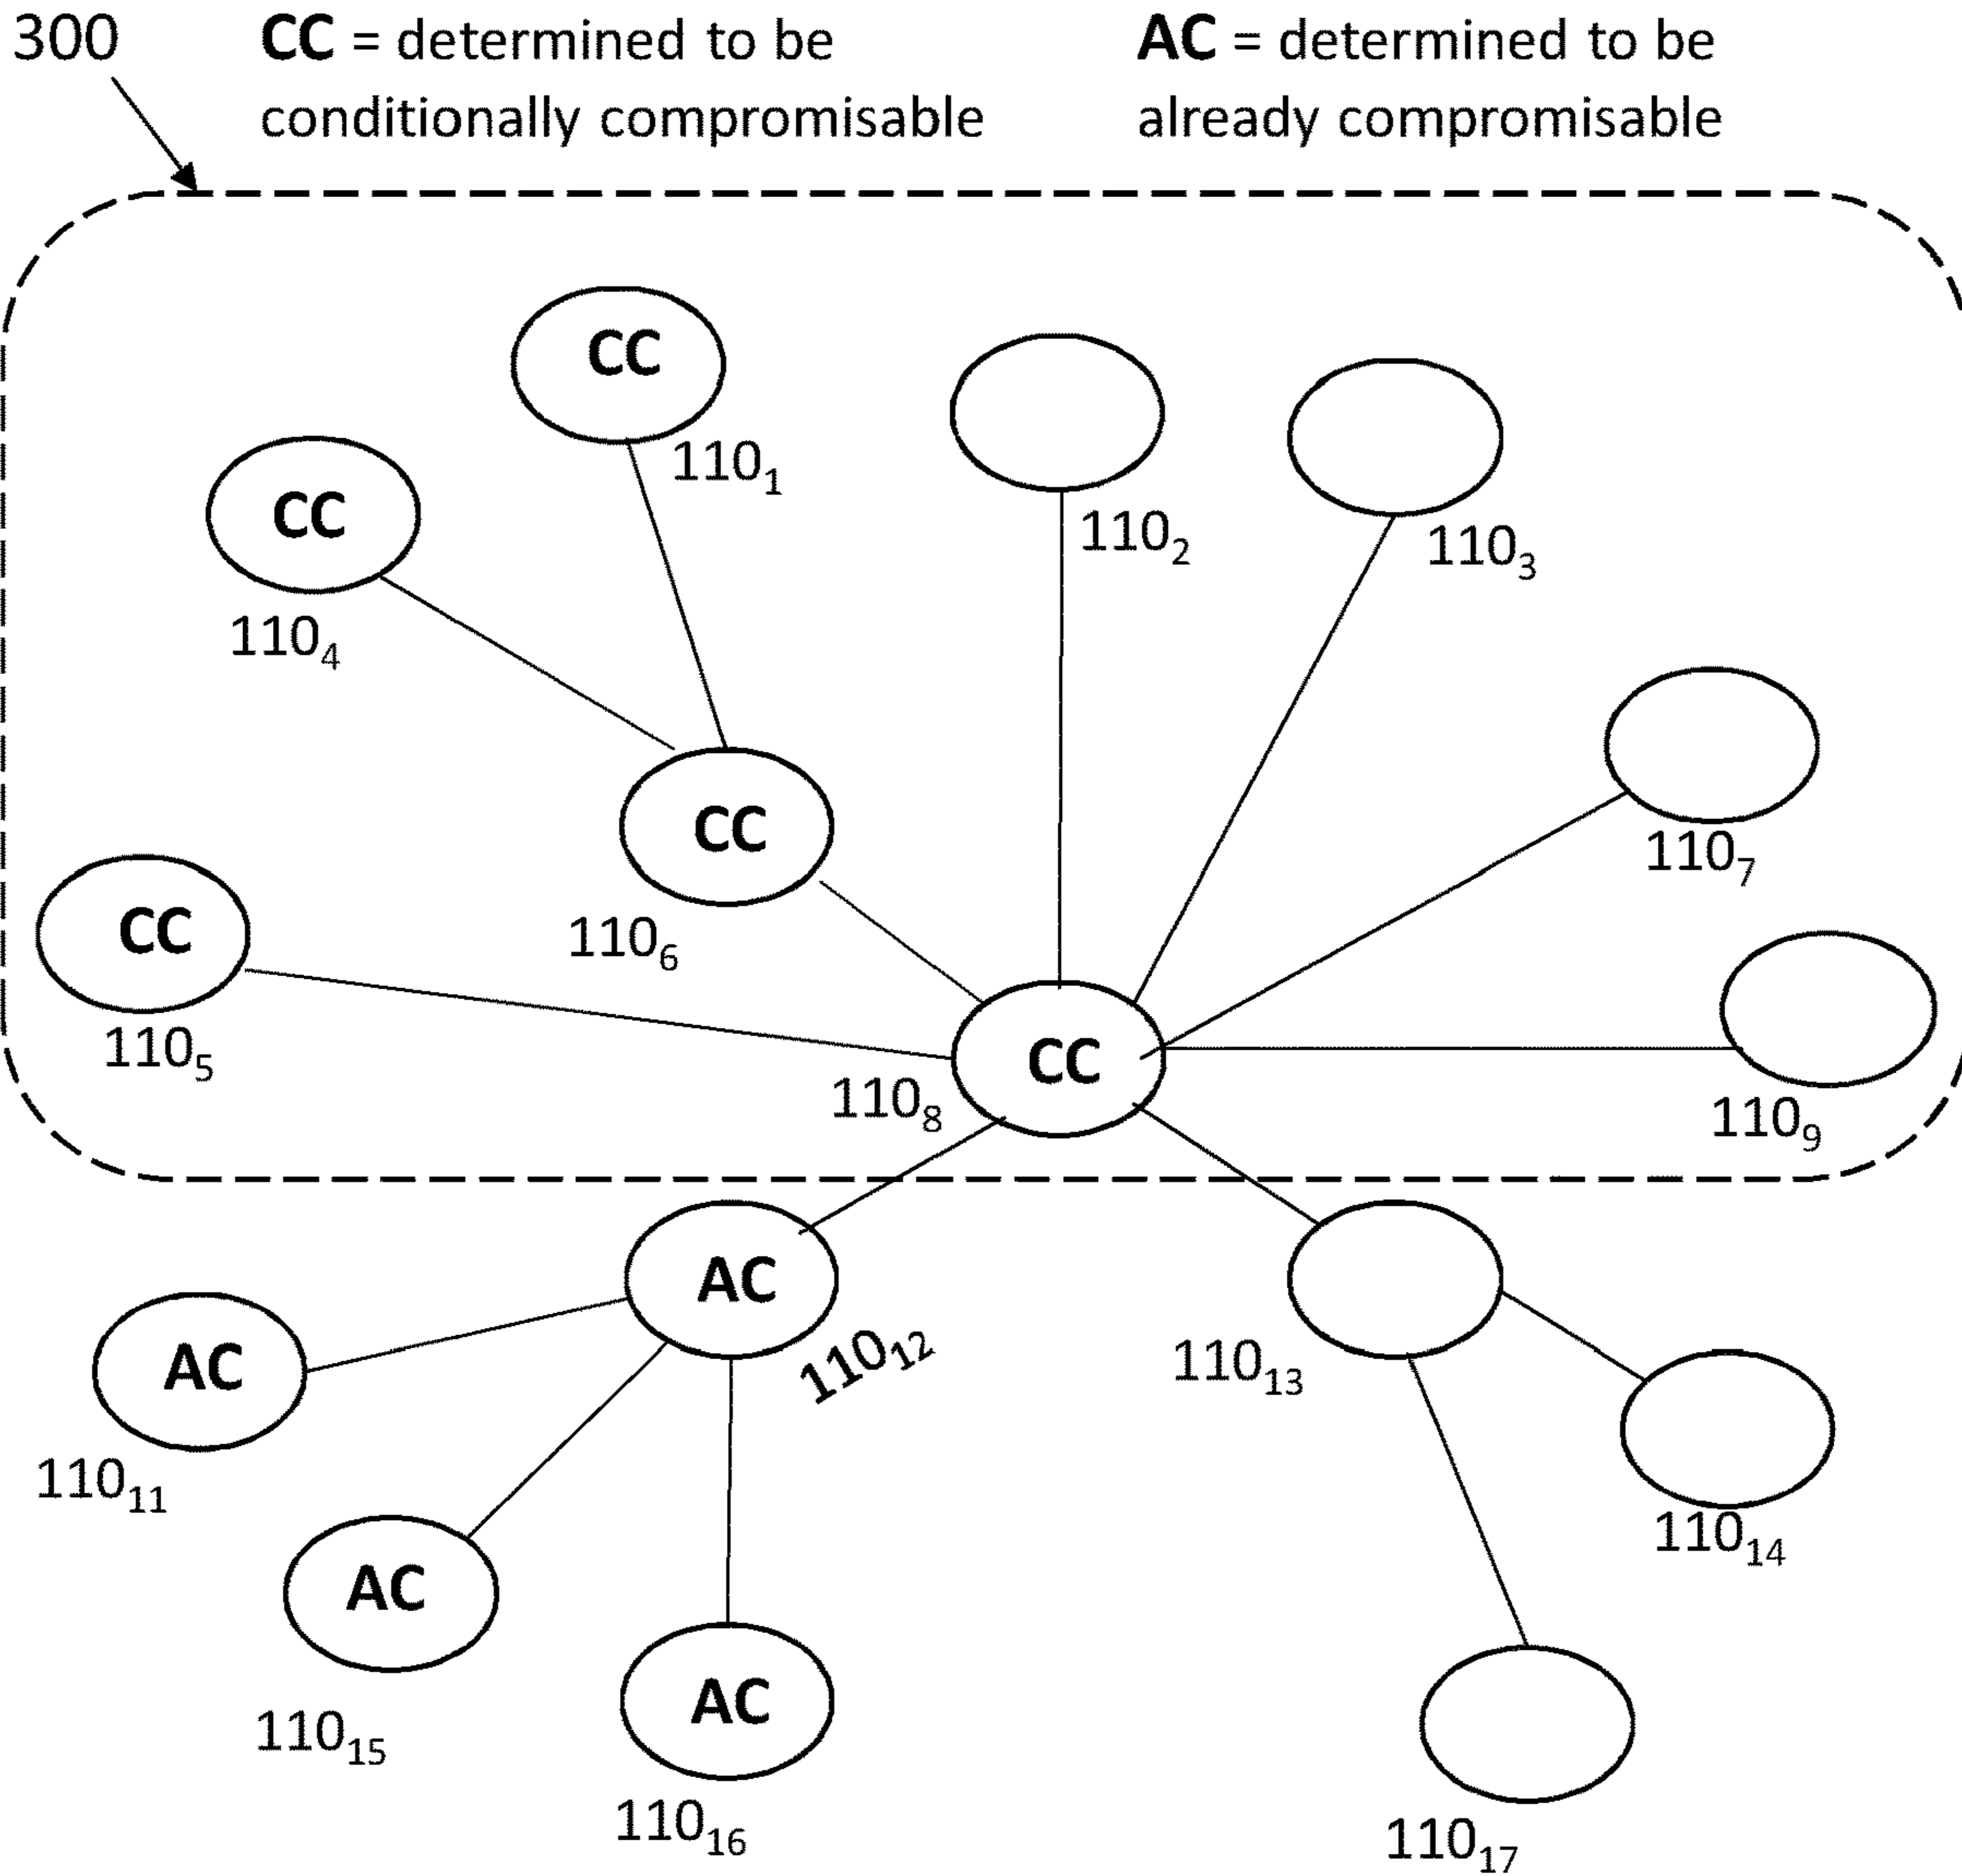 300
CC = determined to be
conditionally compromisable
AC = determined to be
already compromisable
CC
110₁
CC
110₄
110₂
110₃
CC
110₆
110₇
CC
110₅
CC
110₈
110₉
AC
110₁₂
AC
110₁₁
110₁₃
110₁₄
AC
110₁₅
AC
110₁₆
110₁₇